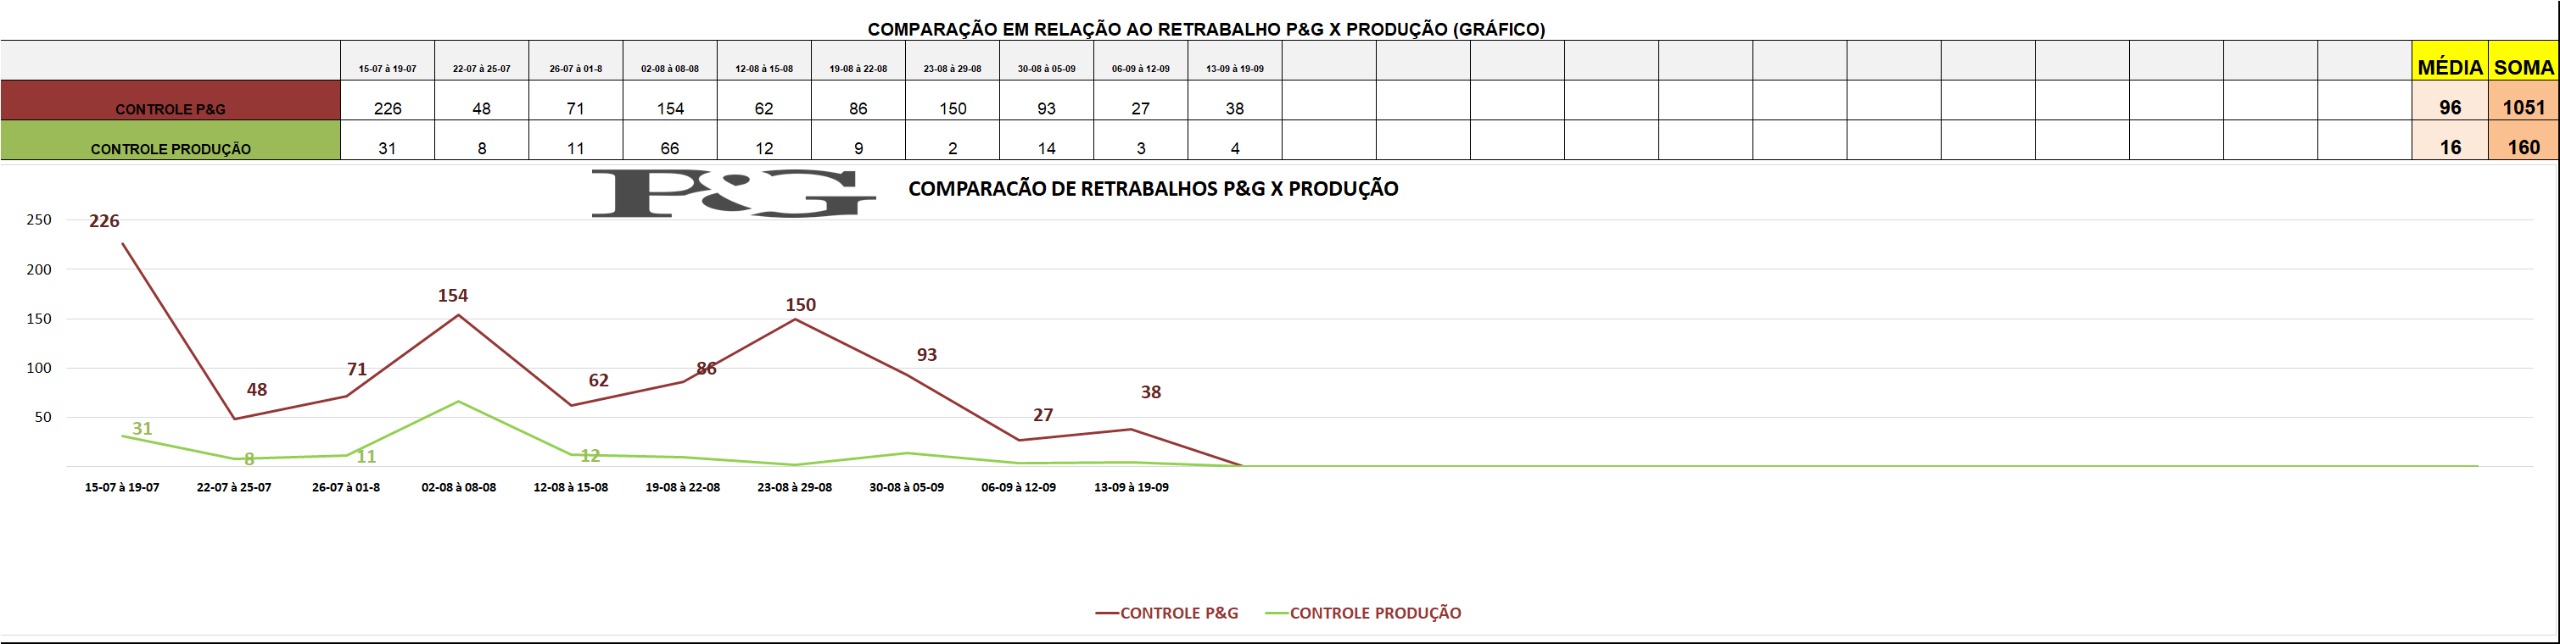 COMPARAÇÃO EM RELAÇÃO AO RETRABALHO P&G X PRODUÇÃO (GRÁFICO)
15-07 à 19-07 22-07 à 25-07 26-07 à 01-8 02-08 à 08-08 12-08 à 15-08 19-08 à 22-08 23-08 à 29-08 30-08 à 05-09 06-09 à 12-09 13-09 à 19-09 MÉDIA SOMA
CONTROLE P&G 226 48 71 154 62 86 150 93 27 38 96 1051
CONTROLE PRODUÇÃO 31 8 11 66 12 9 2 14 3 4 16 160
P&G COMPARACÃO DE RETRABALHOS P&G X PRODUÇÃO
250
200
150
100
50
226
48
71
154
62
86
150
93
27
38
31
8
11
12
15-07 à 19-07 22-07 à 25-07 26-07 à 01-8 02-08 à 08-08 12-08 à 15-08 19-08 à 22-08 23-08 à 29-08 30-08 à 05-09 06-09 à 12-09 13-09 à 19-09
CONTROLE P&G CONTROLE PRODUÇÃO